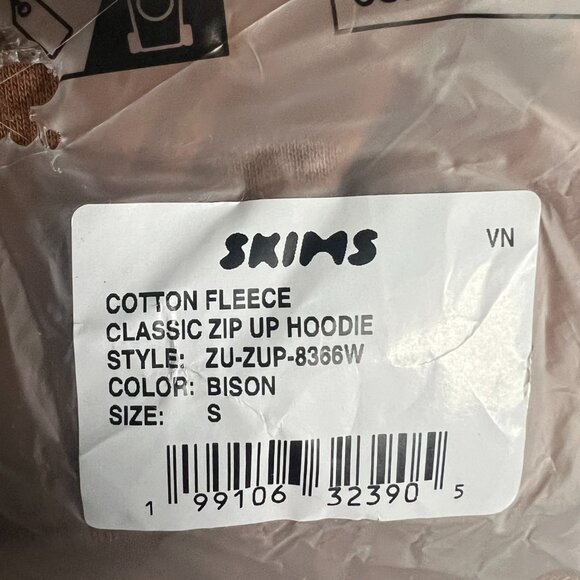 SKIMS
VN
COTTON FLEECE
CLASSIC ZIP UP HOODIE
STYLE: ZU-ZUP-8366W
COLOR: BISON
SIZE: S
1 99106 32390 5